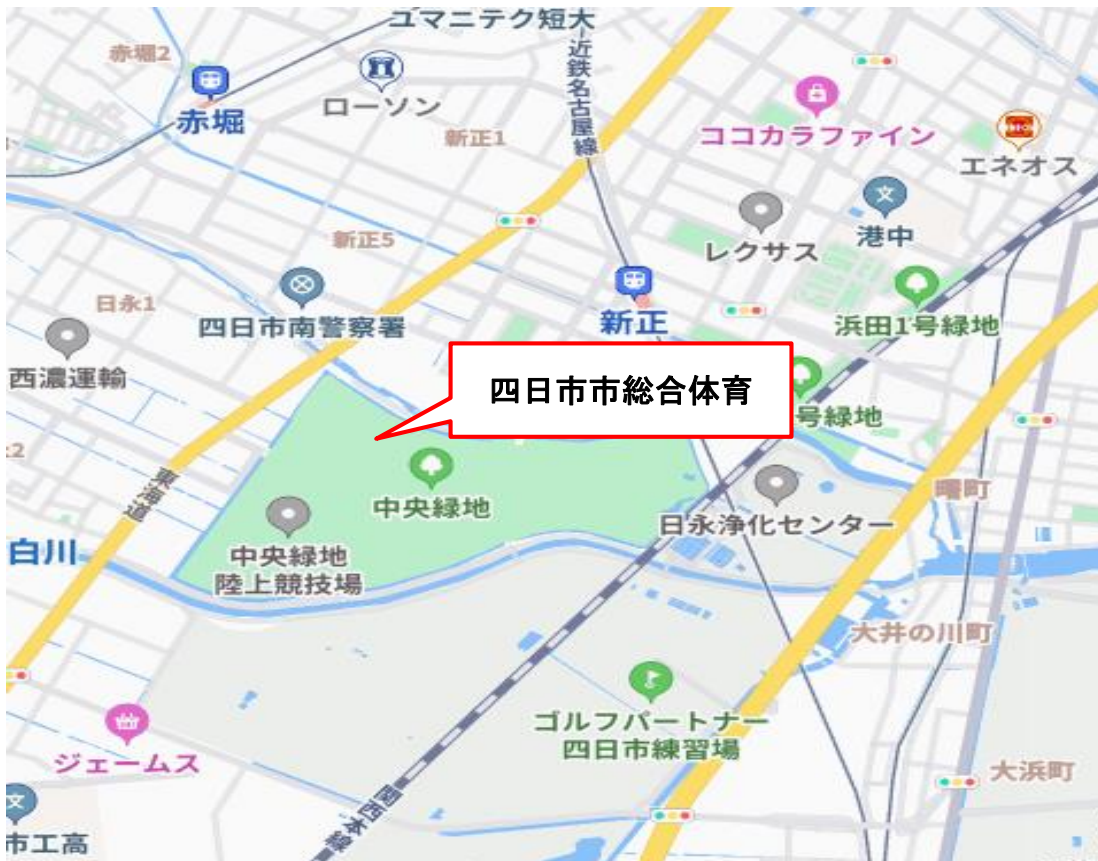 ユマニテク短大
赤堀2
近鉄名古屋線
ローソン
赤堀
新正1
ココカラファイン
エネオス
新正5
レクサス
港中
日永1
四日市南警察署
新正
浜田1号緑地
西濃運輸
四日市市総合体育
号緑地
東海道
中央緑地
曙町
日永浄化センター
白川
中央緑地
陸上競技場
大井の川町
ゴルフパートナー
四日市練習場
ジェームス
大浜町
関西本線
市工高